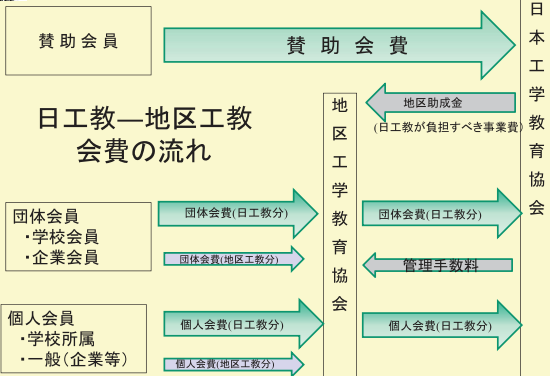 賛助会員
賛助会費
日本工学教育協会
地区助成金
(日工教が負担すべき事業費)
日工教―地区工教
会費の流れ
地区工学教育協会
団体会員
・学校会員
・企業会員
団体会費(日工教分)
団体会費(日工教分)
団体会費(地区工教分)
管理手数料
個人会員
・学校所属
・一般(企業等)
個人会費(日工教分)
個人会費(日工教分)
個人会費(地区工教分)